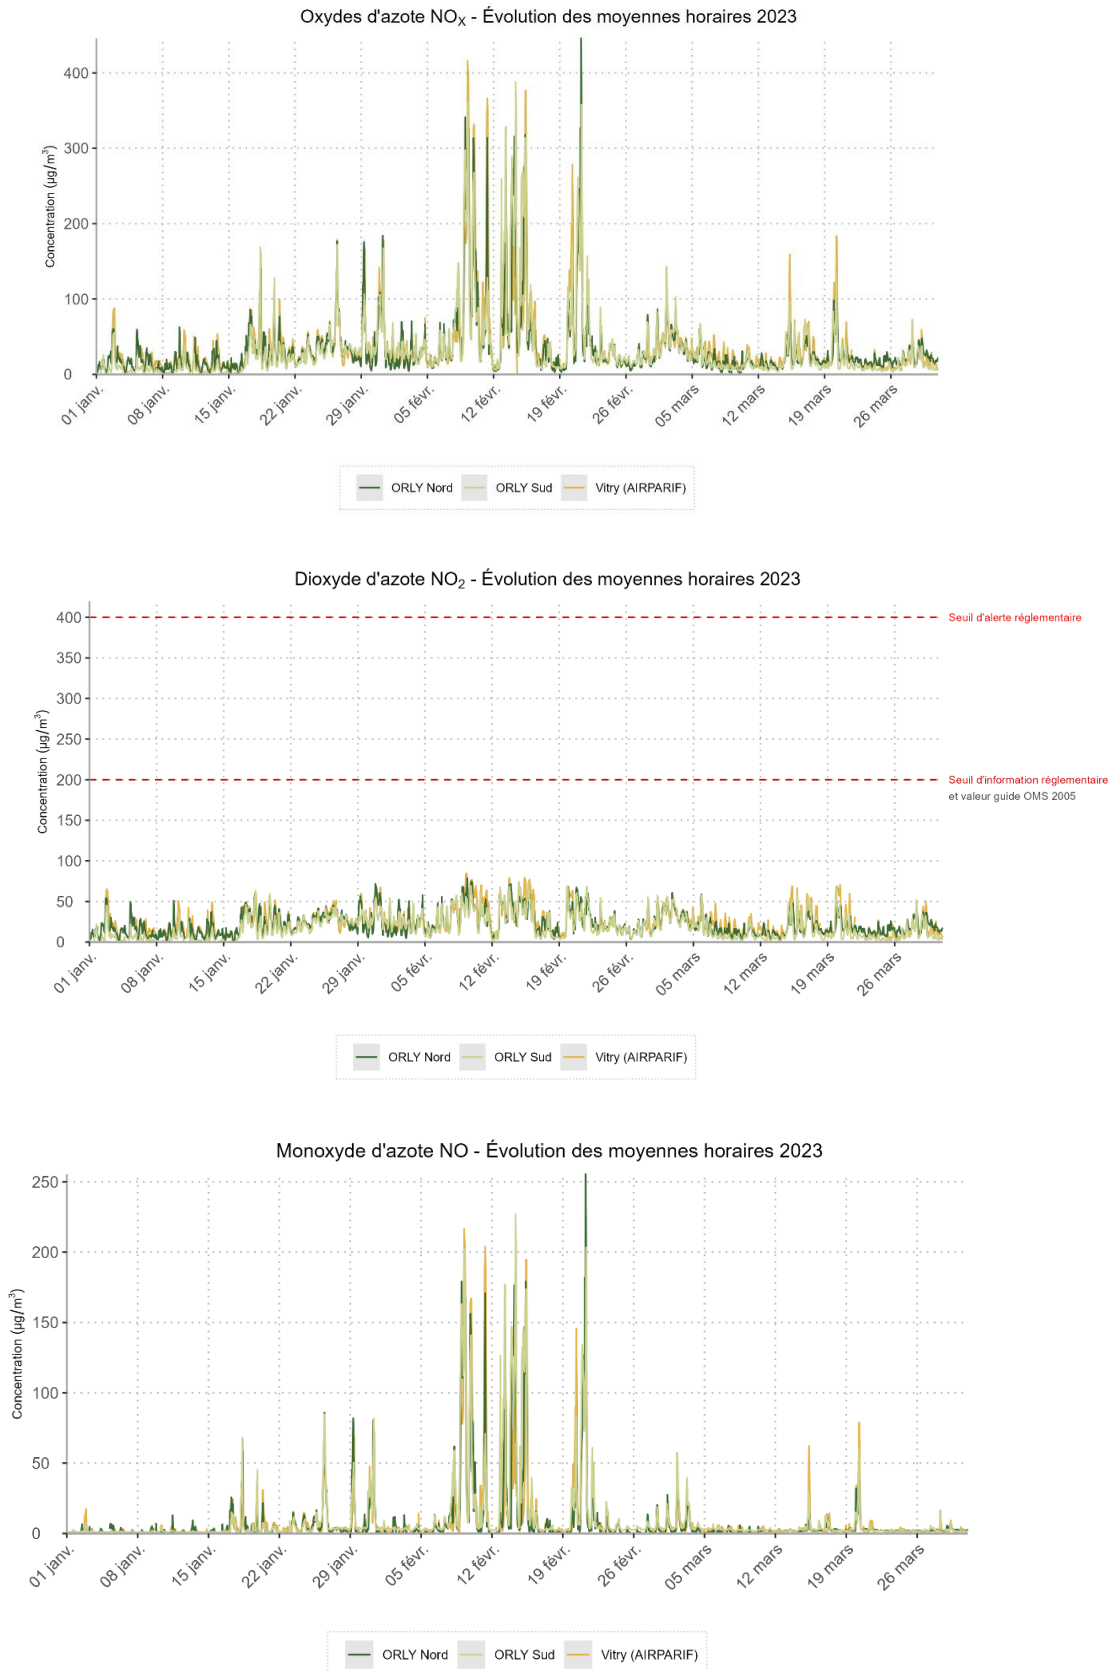 Oxydes d'azote NOX - Évolution des moyennes horaires 2023
Concentration (µg/m³)
400
300
200
100
0
01 janv.
08 janv.
15 janv.
22 janv.
29 janv.
05 févr.
12 févr.
19 févr.
26 févr.
05 mars
12 mars
19 mars
26 mars
ORLY Nord ORLY Sud Vitry (AIRPARIF)
Dioxyde d'azote NO₂ - Évolution des moyennes horaires 2023
Concentration (µg/m³)
400
350
300
250
200
150
100
50
0
Seuil d'alerte réglementaire
Seuil d'information réglementaire
et valeur guide OMS 2005
01 janv.
08 janv.
15 janv.
22 janv.
29 janv.
05 févr.
12 févr.
19 févr.
26 févr.
05 mars
12 mars
19 mars
26 mars
ORLY Nord ORLY Sud Vitry (AIRPARIF)
Monoxyde d'azote NO - Évolution des moyennes horaires 2023
Concentration (µg/m³)
250
200
150
100
50
0
01 janv.
08 janv.
15 janv.
22 janv.
29 janv.
05 févr.
12 févr.
19 févr.
26 févr.
05 mars
12 mars
19 mars
26 mars
ORLY Nord ORLY Sud Vitry (AIRPARIF)